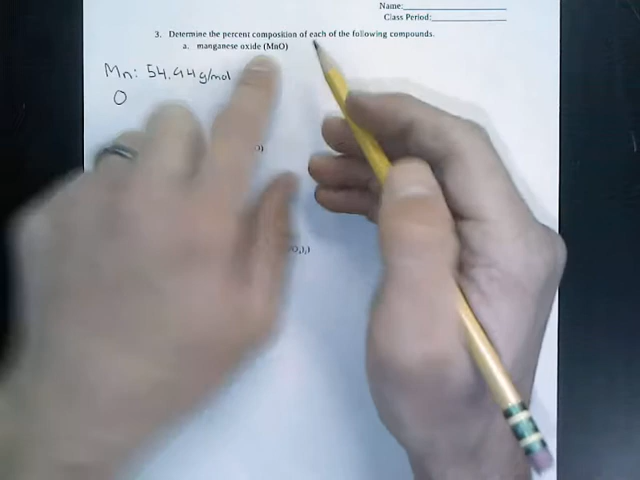 Name:
Class Period:
3. Determine the percent composition of each of the following compounds.
a. manganese oxide (MnO)
Mn: 54.94 g/mol
O